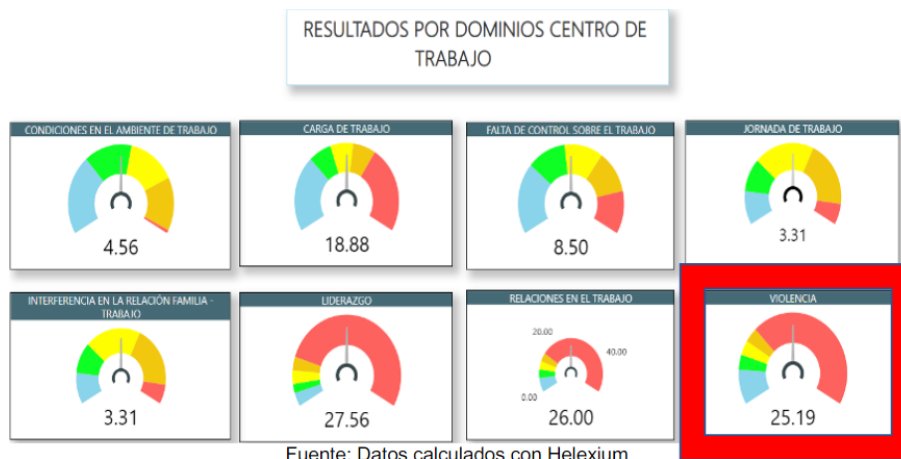 RESULTADOS POR DOMINIOS CENTRO DE
TRABAJO
CONDICIONES EN EL AMBIENTE DE TRABAJO
4.56
CARGA DE TRABAJO
18.88
FALTA DE CONTROL SOBRE EL TRABAJO
8.50
JORNADA DE TRABAJO
3.31
INTERFERENCIA EN LA RELACIÓN FAMILIA -
TRABAJO
3.31
LIDERAZGO
27.56
RELACIONES EN EL TRABAJO
20.00
40.00
0.00
26.00
VIOLENCIA
25.19
Fuente: Datos calculados con Helexium